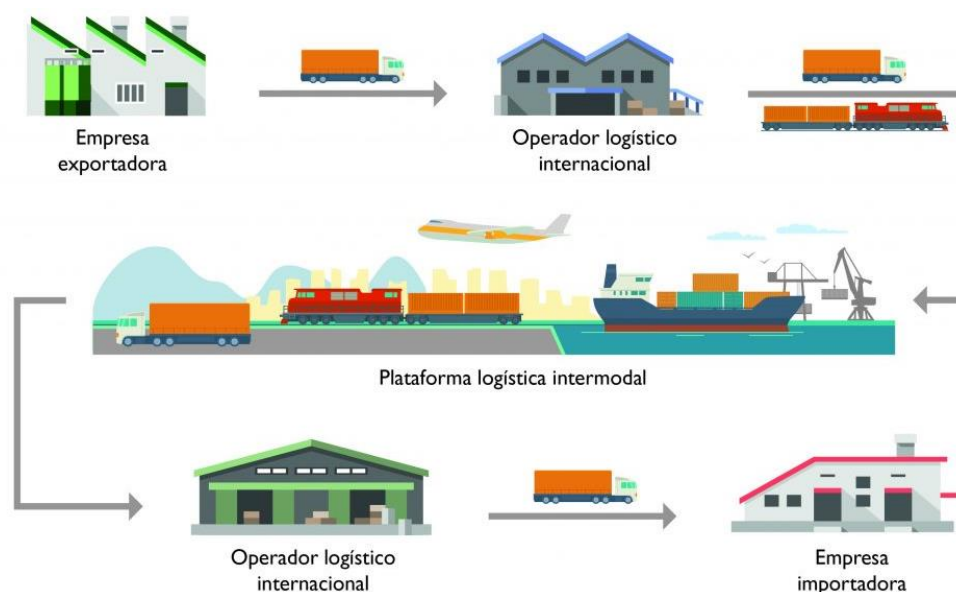 Empresa
exportadora
Operador logístico
internacional
Plataforma logística intermodal
Operador logístico
internacional
Empresa
importadora